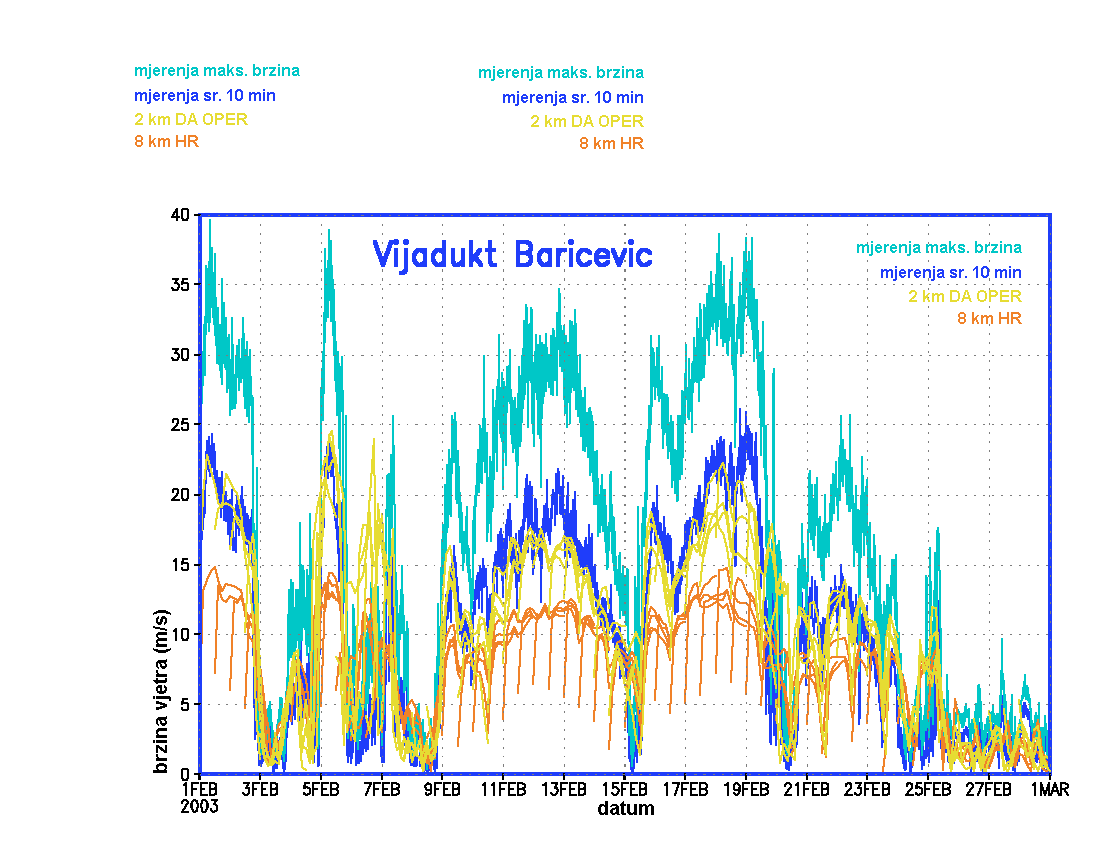 mjerenja maks. brzina
mjerenja sr. 10 min
2 km DA OPER
8 km HR
mjerenja maks. brzina
mjerenja sr. 10 min
2 km DA OPER
8 km HR
Vijadukt Baricevic
mjerenja maks. brzina
mjerenja sr. 10 min
2 km DA OPER
8 km HR
brzina vjetra (m/s)
40
35
30
25
20
15
10
5
0
1FEB 3FEB 5FEB 7FEB 9FEB 11FEB 13FEB 15FEB 17FEB 19FEB 21FEB 23FEB 25FEB 27FEB 1MAR
2003
datum